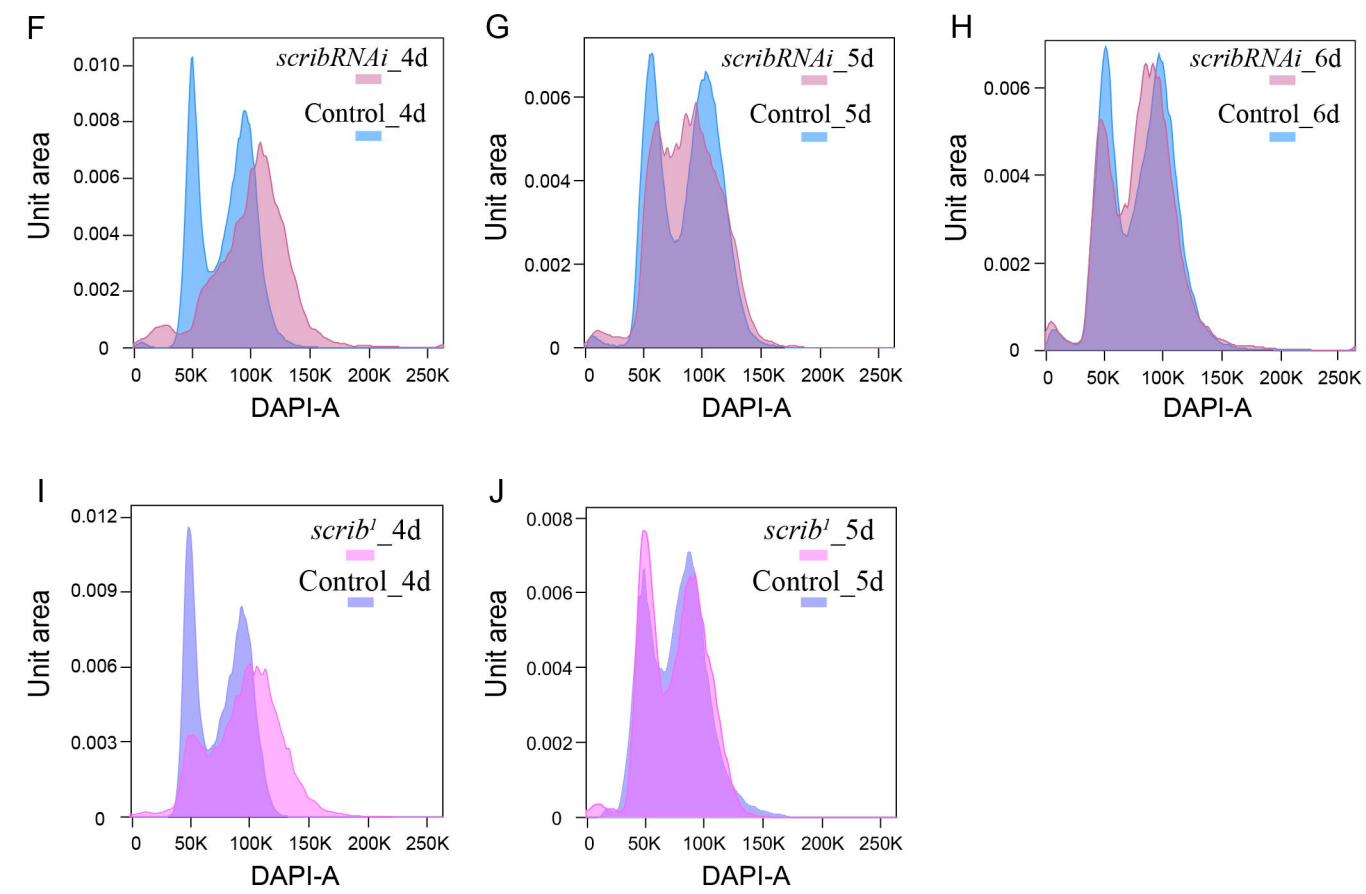 F
scribRNAi_4d
Control_4d
Unit area
0.010
0.008
0.006
0.004
0.002
0
0 50K 100K 150K 200K 250K
DAPI-A
G
scribRNAi_5d
Control_5d
Unit area
0.006
0.004
0.002
0
0 50K 100K 150K 200K 250K
DAPI-A
H
scribRNAi_6d
Control_6d
Unit area
0.006
0.004
0.002
0
0 50K 100K 150K 200K 250K
DAPI-A
I
scrib¹_4d
Control_4d
Unit area
0.012
0.009
0.006
0.003
0
0 50K 100K 150K 200K 250K
DAPI-A
J
scrib¹_5d
Control_5d
Unit area
0.008
0.006
0.004
0.002
0
0 50K 100K 150K 200K 250K
DAPI-A